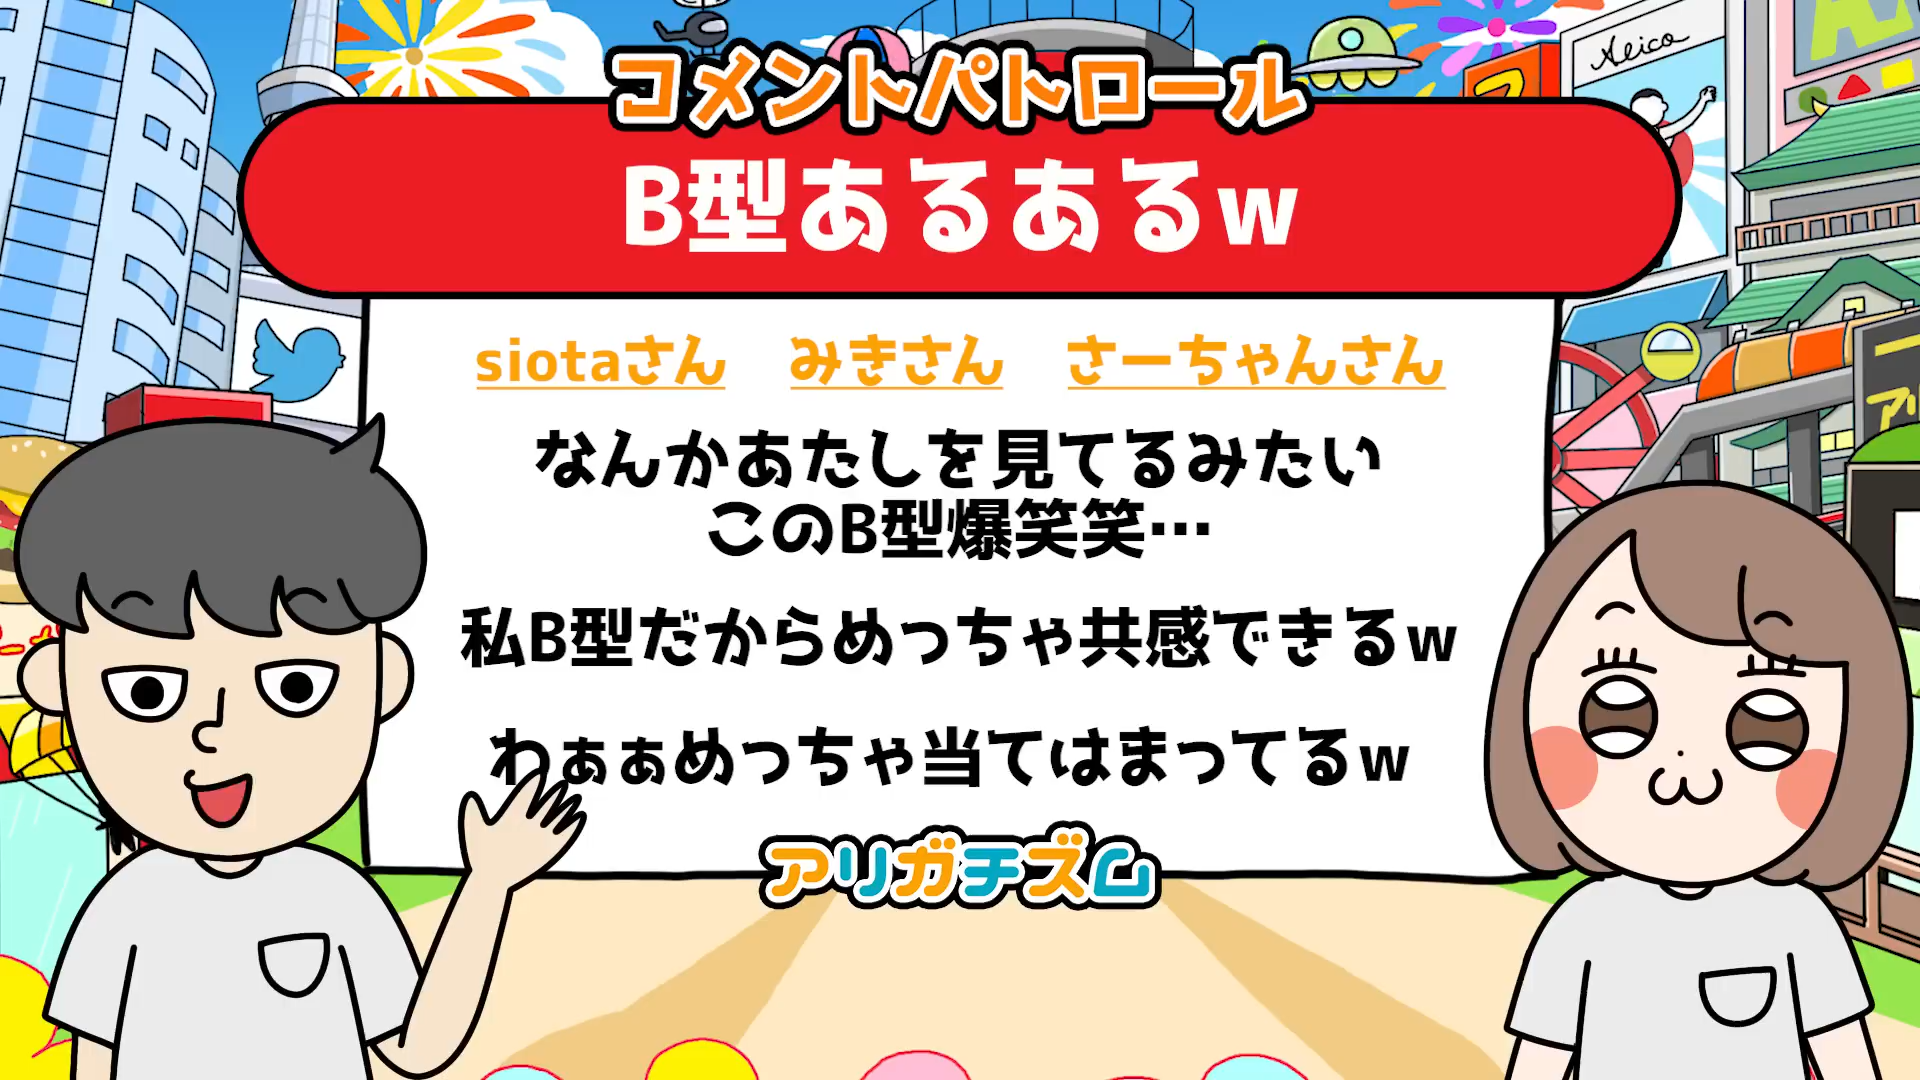 コメントパトロール
B型あるあるw
siotaさん　みきさん　さーちゃんさん
なんかあたしを見てるみたい
このB型爆笑笑…
私B型だからめっちゃ共感できるw
わぁぁめっちゃ当てはまってるw
アリガチズム